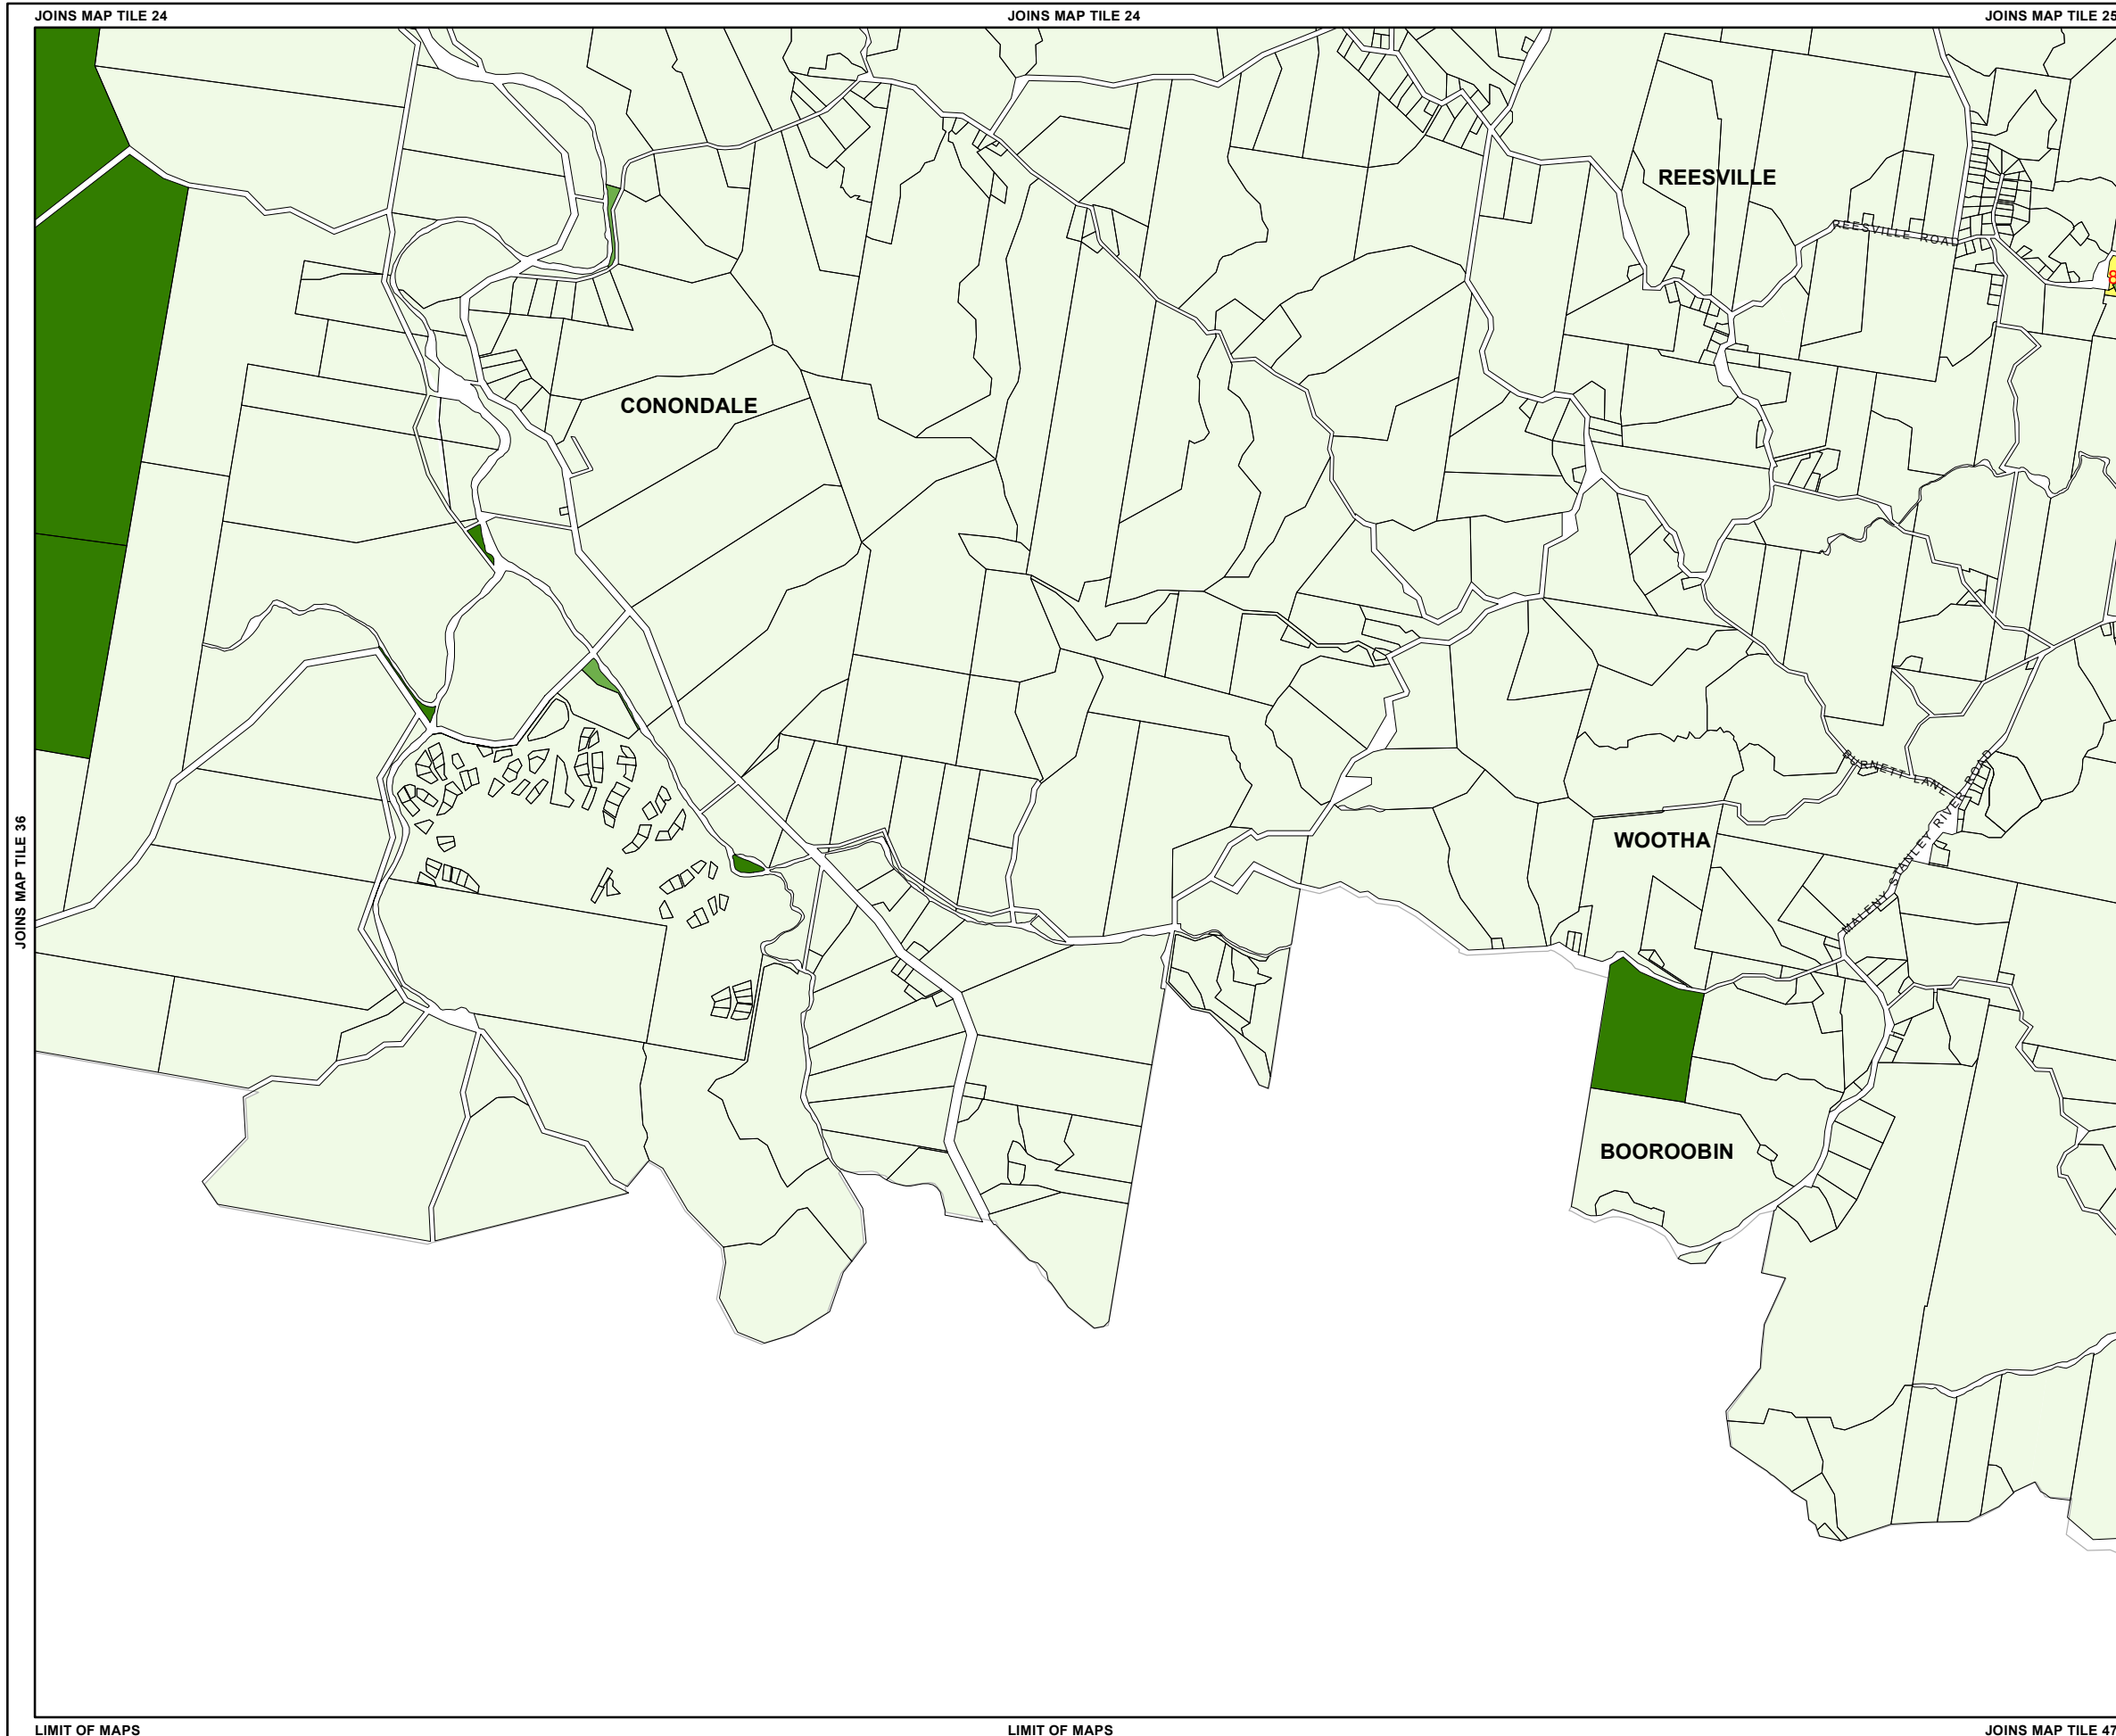 JOINS MAP TILE 24
JOINS MAP TILE 24
JOINS MAP TILE 25
REESVILLE
REESVILLE ROAD
8
CONONDALE
BURNETT LANE
JOINS MAP TILE 36
WOOTHA
MALENY STANLEY RIVER ROAD
BOOROOBIN
LIMIT OF MAPS
LIMIT OF MAPS
JOINS MAP TILE 47